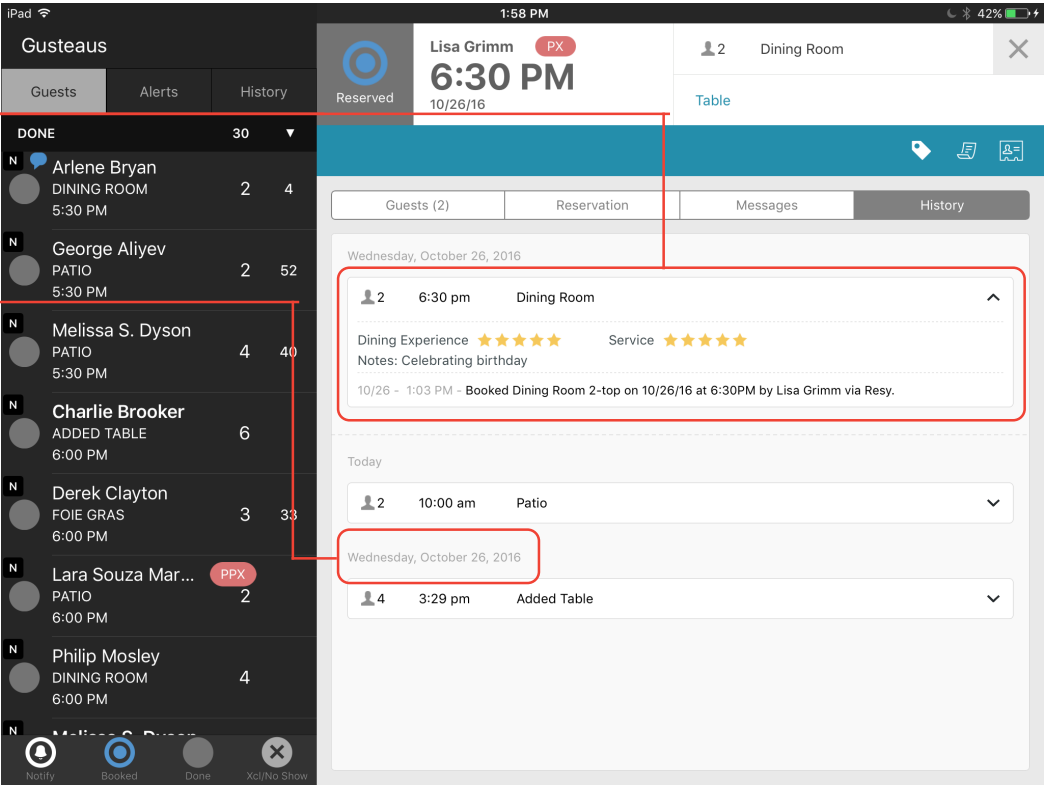 iPad 1:58 PM 42%
Gusteaus
Guests Alerts History
DONE 30
N
Arlene Bryan
DINING ROOM 2 4
5:30 PM
N
George Aliyev
PATIO 2 52
5:30 PM
N
Melissa S. Dyson
PATIO 4 40
5:30 PM
N
Charlie Brooker
ADDED TABLE 6
6:00 PM
N
Derek Clayton
FOIE GRAS 3 33
6:00 PM
N
Lara Souza Mar... PPX
PATIO 2
6:00 PM
N
Philip Mosley
DINING ROOM 4
6:00 PM
N
Melissa S. Dyson
Notify Booked Done Xcl/No Show
Reserved
Lisa Grimm PX
6:30 PM
10/26/16
2 Dining Room
Table
Guests (2) Reservation Messages History
Wednesday, October 26, 2016
2 6:30 pm Dining Room
Dining Experience Service
Notes: Celebrating birthday
10/26 - 1:03 PM - Booked Dining Room 2-top on 10/26/16 at 6:30PM by Lisa Grimm via Resy.
Today
2 10:00 am Patio
Wednesday, October 26, 2016
4 3:29 pm Added Table